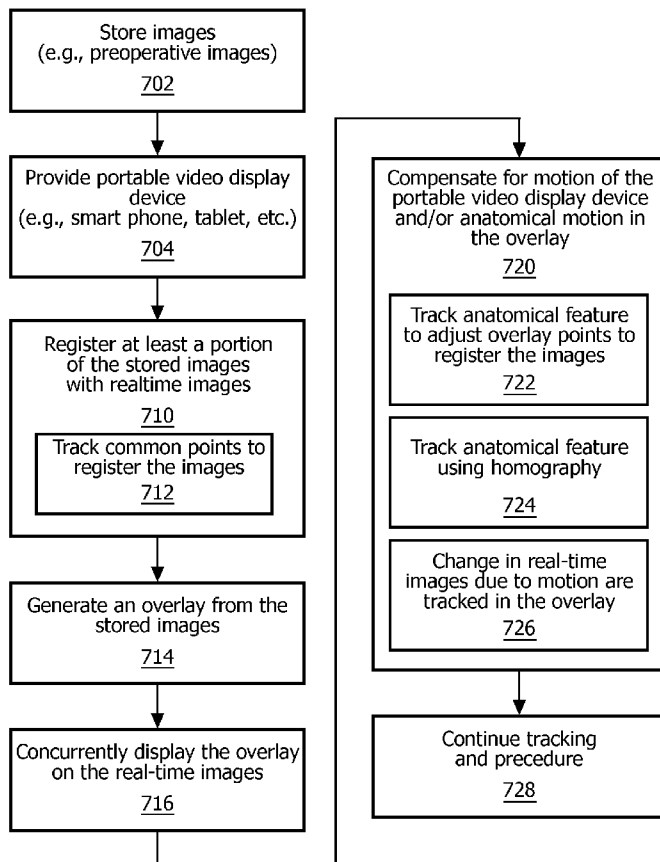 Store images
(e.g., preoperative images)
702
Provide portable video display
device
(e.g., smart phone, tablet, etc.)
704
Register at least a portion
of the stored images
with realtime images
710
Track common points to
register the images
712
Generate an overlay from the
stored images
714
Concurrently display the overlay
on the real-time images
716
Compensate for motion of the
portable video display device
and/or anatomical motion in
the overlay
720
Track anatomical feature
to adjust overlay points to
register the images
722
Track anatomical feature
using homography
724
Change in real-time
images due to motion are
tracked in the overlay
726
Continue tracking
and precedure
728